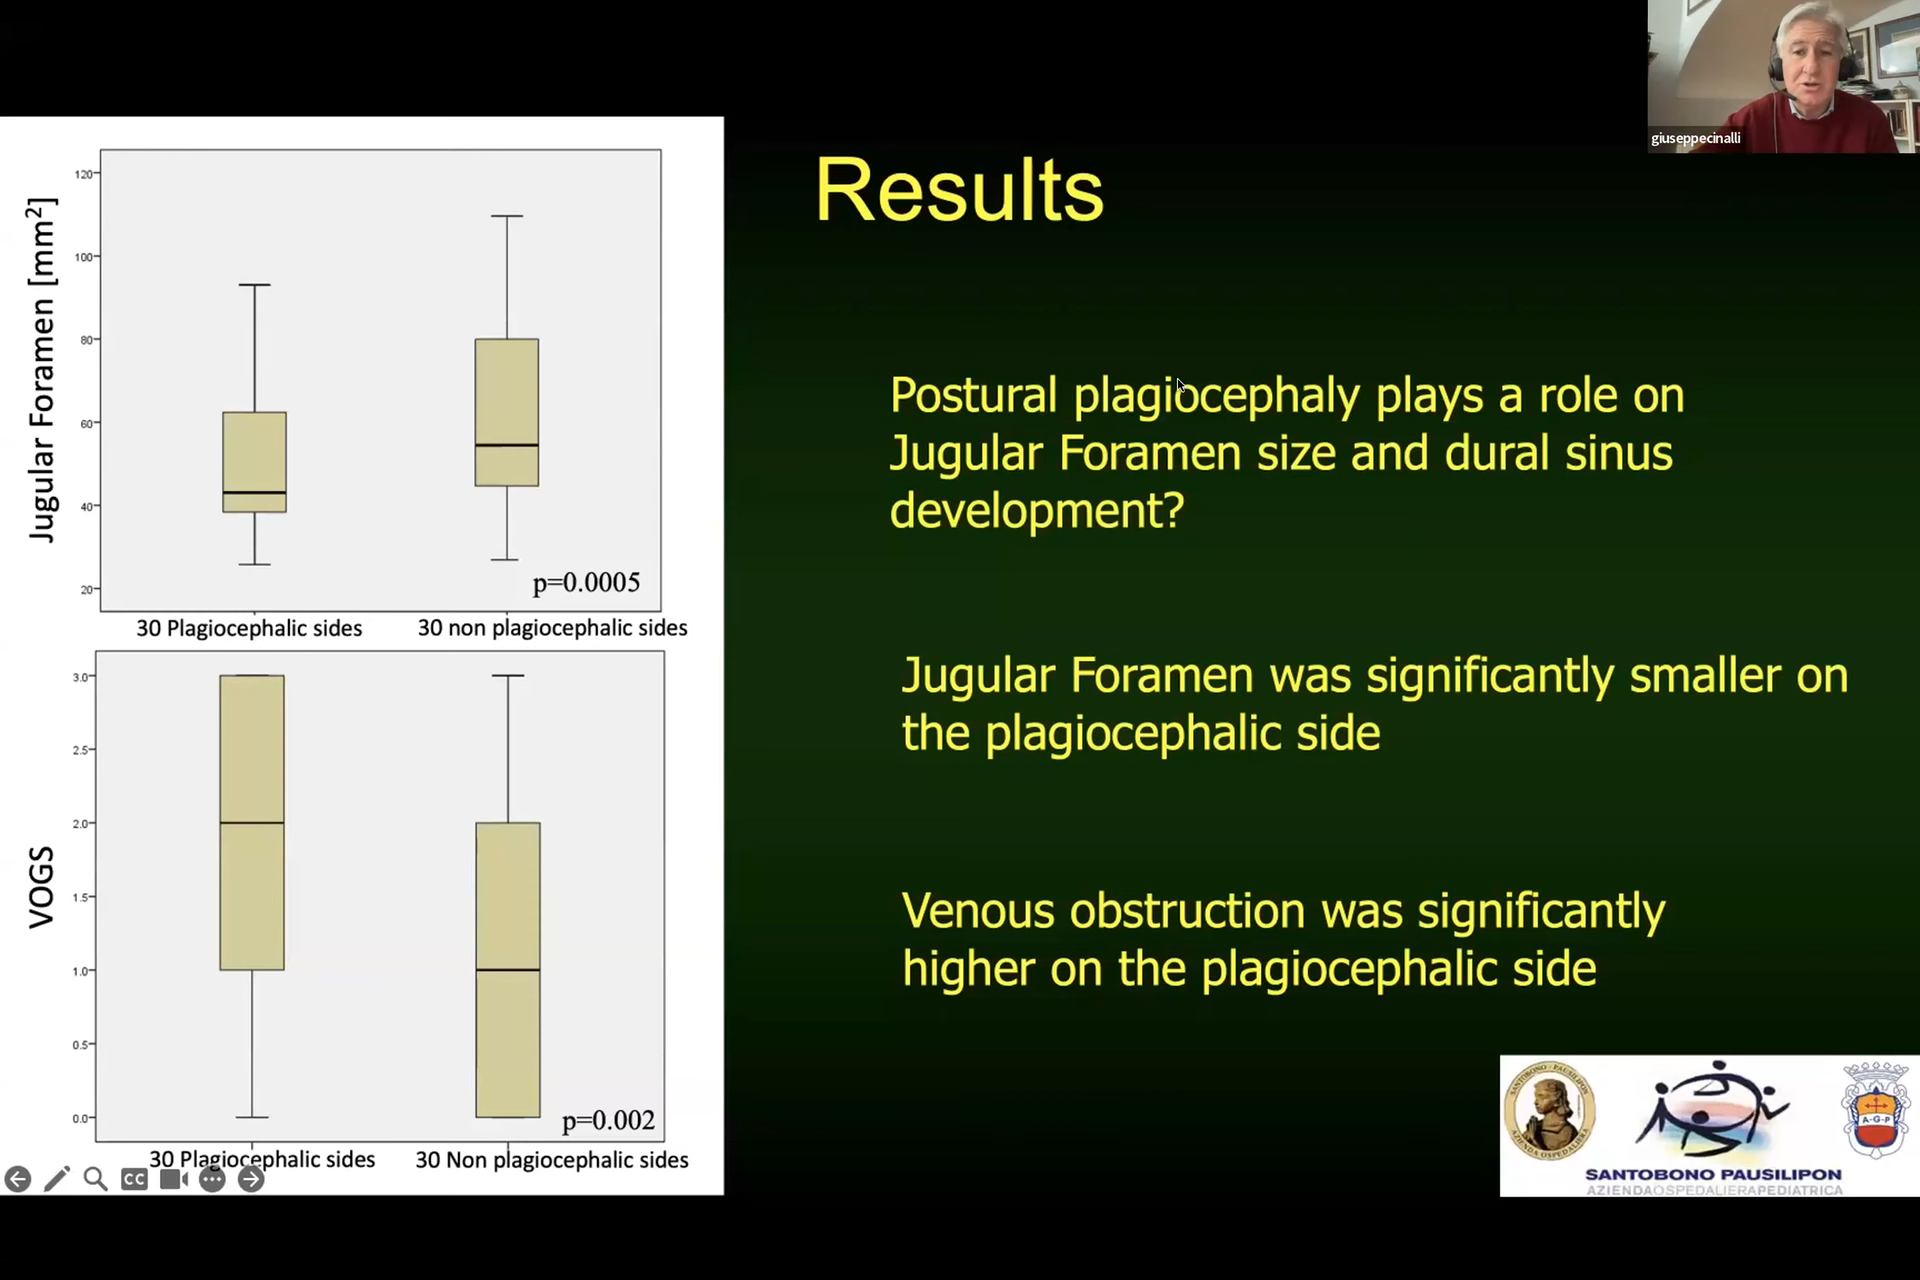 giuseppecinalli
Results
Jugular Foramen [mm²]
120
100
80
60
40
20
p=0.0005
30 Plagiocephalic sides
30 non plagiocephalic sides
VOGS
3.0
2.5
2.0
1.5
1.0
0.5
0.0
p=0.002
30 Plagiocephalic sides
30 Non plagiocephalic sides
CC
Postural plagiocephaly plays a role on
Jugular Foramen size and dural sinus
development?
Jugular Foramen was significantly smaller on
the plagiocephalic side
Venous obstruction was significantly
higher on the plagiocephalic side
SANTOBONO - PAUSILIPON
AZIENDA OSPEDALIERA
A-G-P
SANTOBONO PAUSILIPON
AZIENDAOSPEDALIERAPEDIATRICA